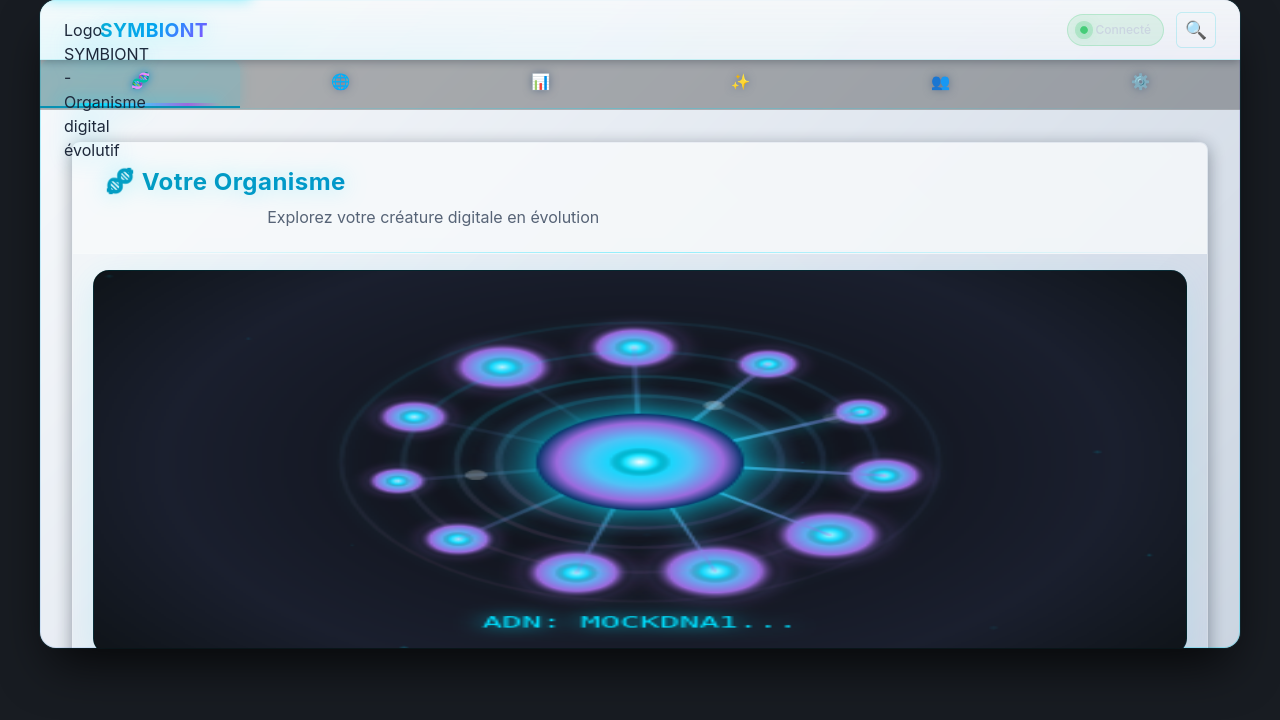 Logo
SYMBIONT
SYMBIONT
-
Organisme
digital
évolutif
Connecté
Votre Organisme
Explorez votre créature digitale en évolution
ADN: MOCKDNA1...